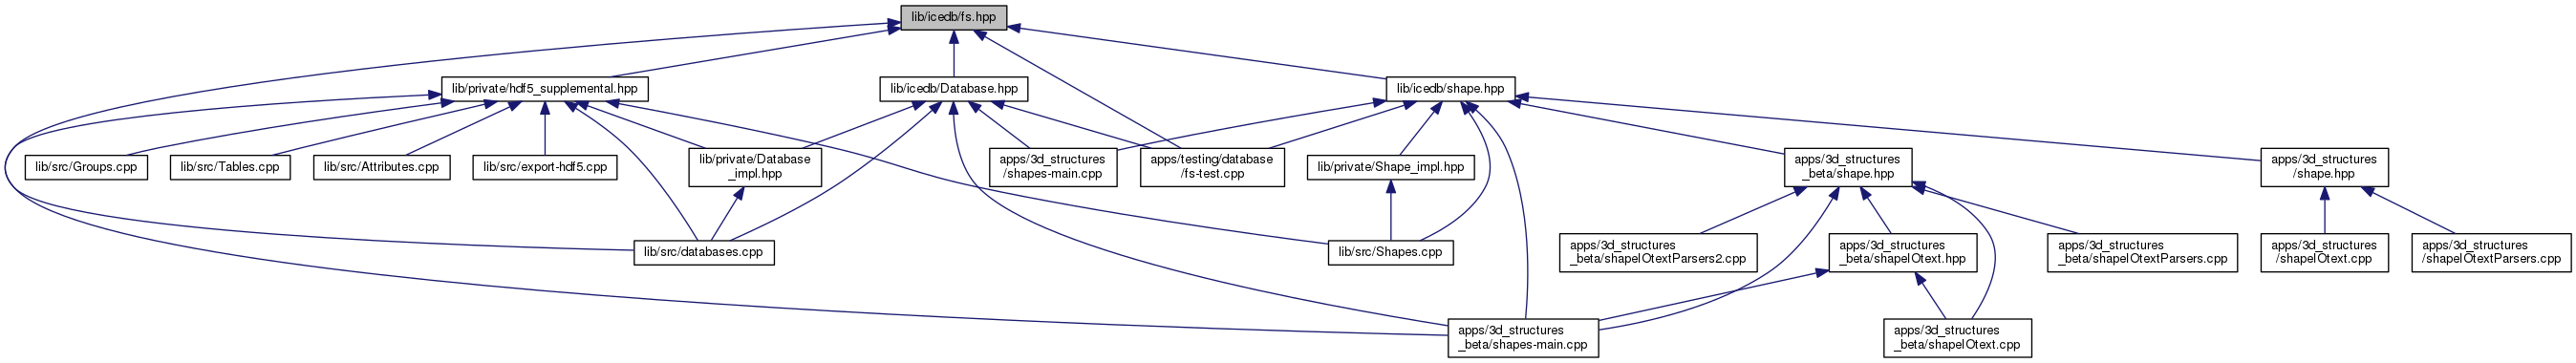 lib/icedb/fs.hpp
lib/private/hdf5_supplemental.hpp
lib/icedb/Database.hpp
lib/icedb/shape.hpp
lib/src/Groups.cpp
lib/src/Tables.cpp
lib/src/Attributes.cpp
lib/src/export-hdf5.cpp
lib/private/Database
_impl.hpp
apps/3d_structures
/shapes-main.cpp
apps/testing/database
/fs-test.cpp
lib/private/Shape_impl.hpp
apps/3d_structures
_beta/shape.hpp
apps/3d_structures
/shape.hpp
lib/src/databases.cpp
lib/src/Shapes.cpp
apps/3d_structures
_beta/shapeIOtextParsers2.cpp
apps/3d_structures
_beta/shapeIOtext.hpp
apps/3d_structures
_beta/shapeIOtextParsers.cpp
apps/3d_structures
/shapeIOtext.cpp
apps/3d_structures
/shapeIOtextParsers.cpp
apps/3d_structures
_beta/shapes-main.cpp
apps/3d_structures
_beta/shapeIOtext.cpp